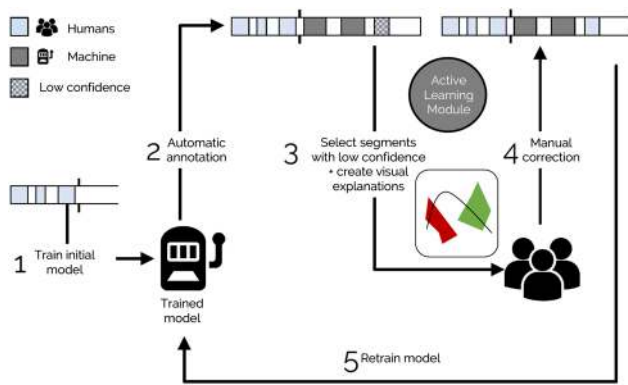 Humans
Machine
Low confidence
1
Train initial
model
2
Automatic
annotation
Trained
model
3
Select segments
with low confidence
+ create visual
explanations
Active
Learning
Module
4
Manual
correction
5
Retrain model